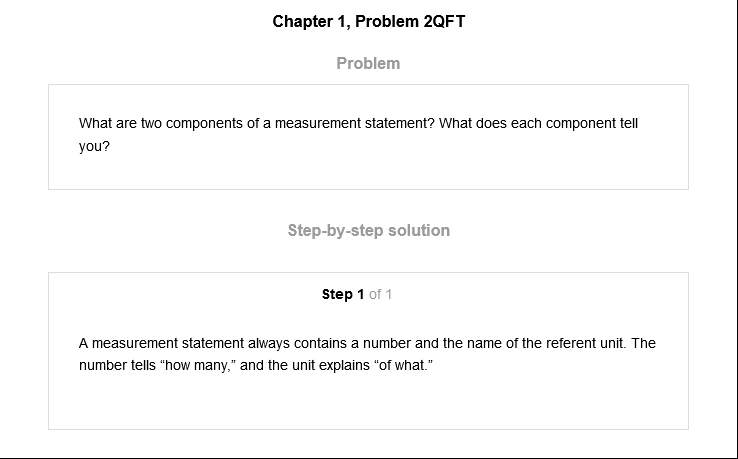 Chapter 1, Problem 2QFT
Problem
What are two components of a measurement statement? What does each component tell
you?
Step-by-step solution
Step 1 of 1
A measurement statement always contains a number and the name of the referent unit. The
number tells “how many,” and the unit explains “of what.”